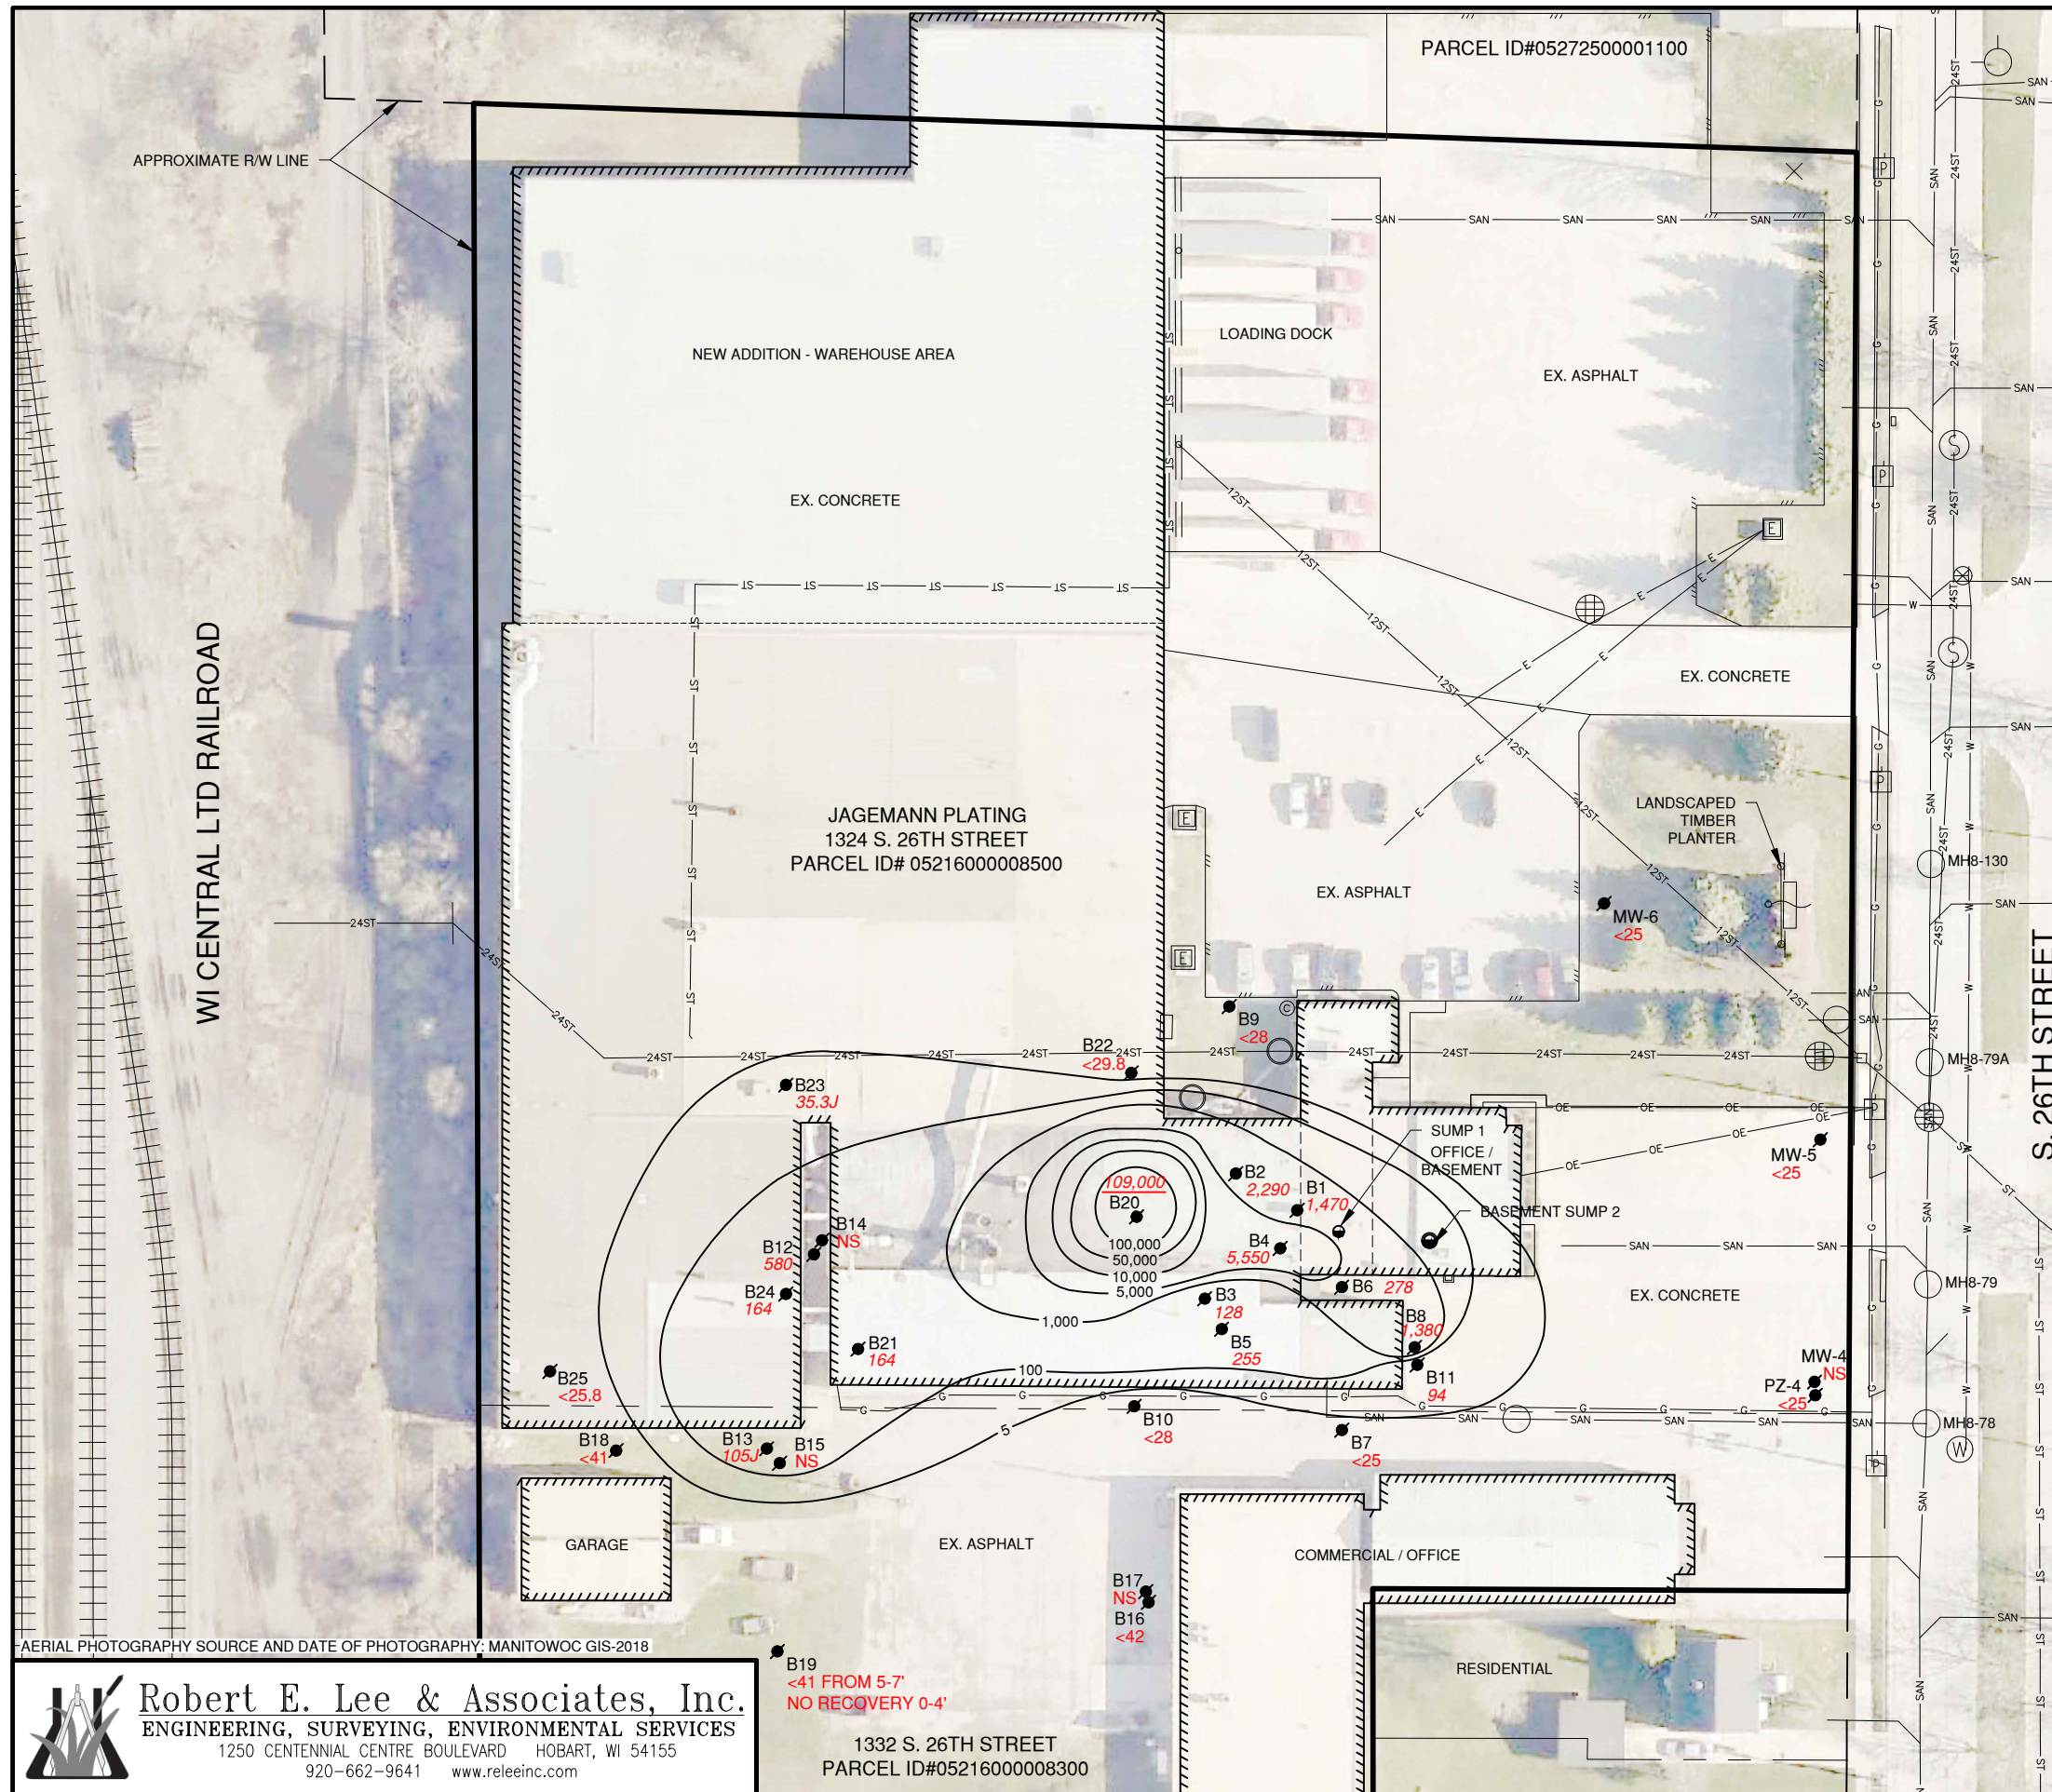 PARCEL ID#05272500001100
APPROXIMATE R/W LINE
NEW ADDITION - WAREHOUSE AREA
LOADING DOCK
EX. ASPHALT
EX. CONCRETE
WI CENTRAL LTD RAILROAD
EX. CONCRETE
JAGEMANN PLATING
1324 S. 26TH STREET
PARCEL ID# 05216000008500
LANDSCAPED
TIMBER
PLANTER
EX. ASPHALT
MH8-130
MW-6
<25
S. 26TH STREET
B9
<28
B22
<29.8
MH8-79A
B23
35.3J
SUMP 1
OFFICE /
BASEMENT
MW-5
<25
B2
2,290
B1
1,470
109,000
B20
BASEMENT SUMP 2
B14
NS
B12
580
B4
5,550
100,000
50,000
10,000
5,000
1,000
100
5
B24
164
B3
128
B6 278
MH8-79
EX. CONCRETE
B5
255
B8
1,380
B21
164
B11
94
MW-4
NS
PZ-4
<25
B25
<25.8
B10
<28
B7
<25
MH8-78
B18
<41
B13
105J
B15
NS
GARAGE
EX. ASPHALT
COMMERCIAL / OFFICE
B17
NS
B16
<42
AERIAL PHOTOGRAPHY SOURCE AND DATE OF PHOTOGRAPHY: MANITOWOC GIS-2018
B19
<41 FROM 5-7'
NO RECOVERY 0-4'
RESIDENTIAL
1332 S. 26TH STREET
PARCEL ID#05216000008300
Robert E. Lee & Associates, Inc.
ENGINEERING, SURVEYING, ENVIRONMENTAL SERVICES
1250 CENTENNIAL CENTRE BOULEVARD HOBART, WI 54155
920-662-9641 www.releeinc.com